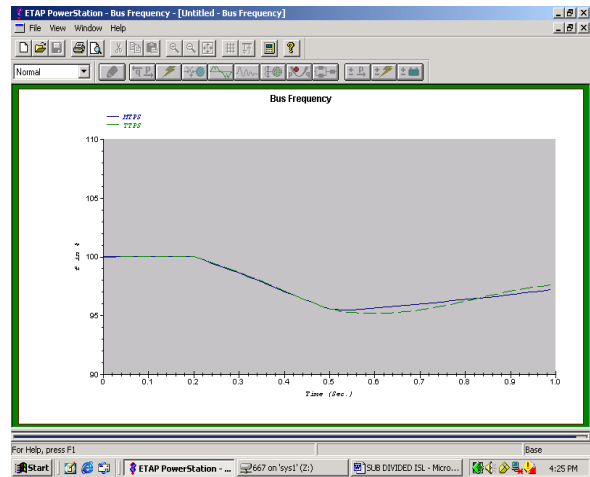 ETAP PowerStation - Bus Frequency - [Untitled - Bus Frequency]
File View Window Help
Normal
Bus Frequency
MTPS
TTPS
110
105
100
95
90
f in %
0 0.1 0.2 0.3 0.4 0.5 0.6 0.7 0.8 0.9 1.0
Time (Sec.)
For Help, press F1
Base
Start
ETAP PowerStation - ...
667 on 'sys1' (Z:)
SUB DIVIDED ISL - Micro...
4:25 PM